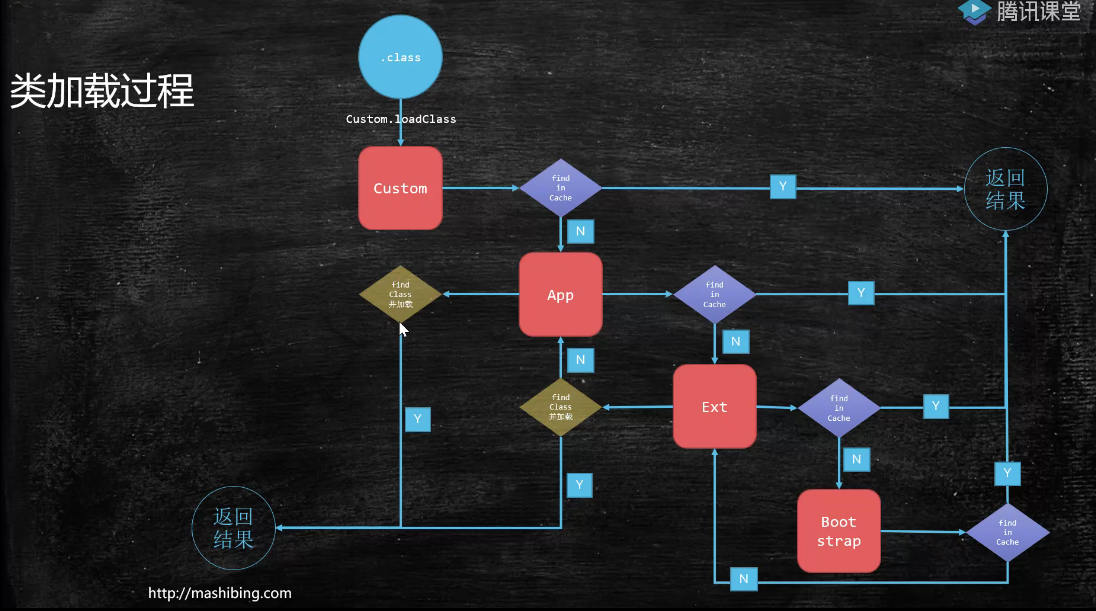 腾讯课堂
.class
类加载过程
Custom.loadClass
Custom
find
in
Cache
Y
返回
结果
N
find
Class
并加载
App
find
in
Cache
Y
N
N
find
Class
并加载
Ext
find
in
Cache
Y
Y
N
Y
Y
返回
结果
Boot
strap
find
in
Cache
N
http://mashibing.com